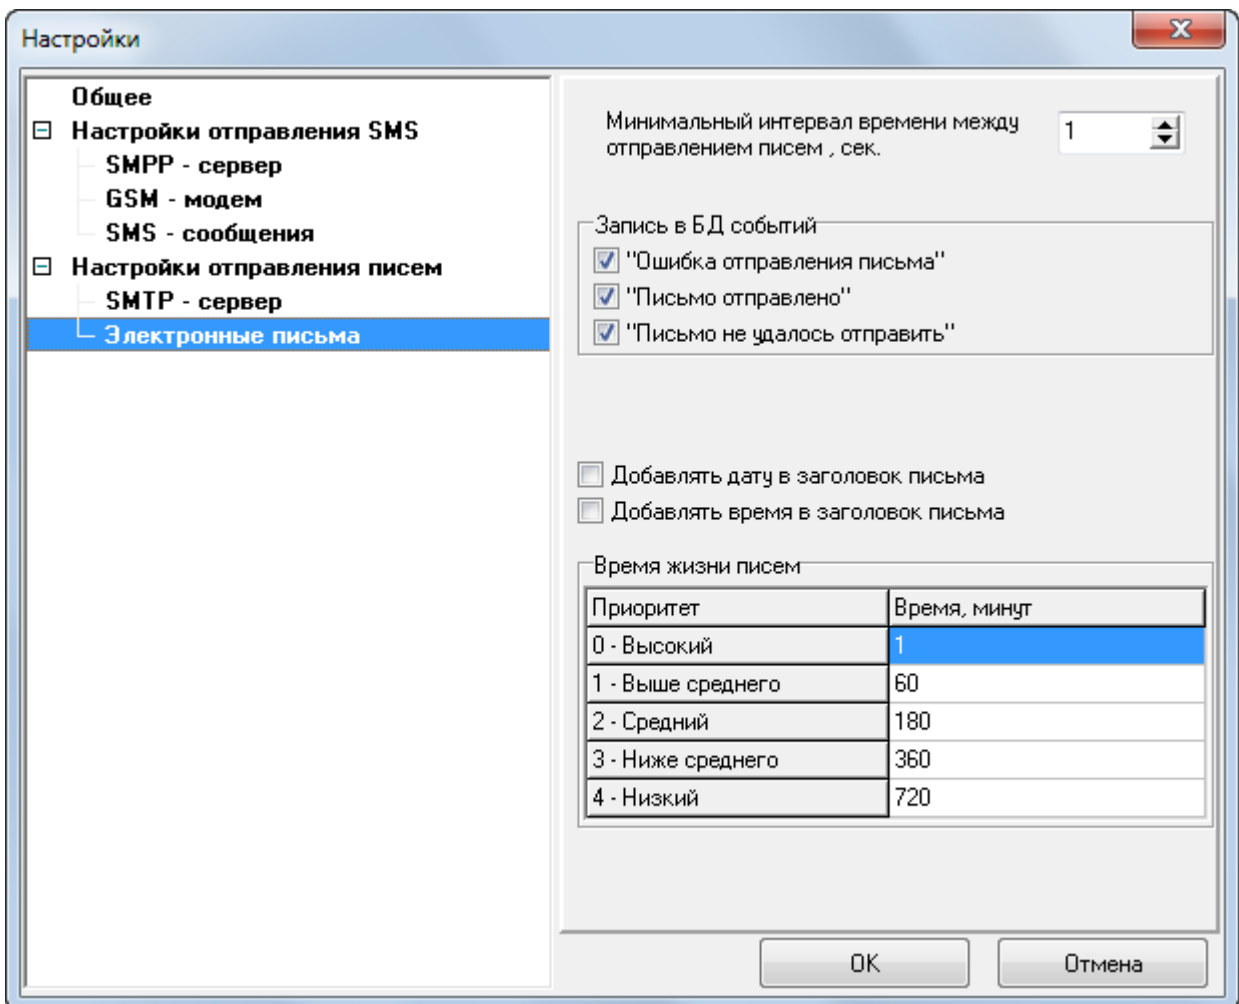 Настройки
Общее
Настройки отправления SMS
SMPP - сервер
GSM - модем
SMS - сообщения
Настройки отправления писем
SMTP - сервер
Электронные письма
Минимальный интервал времени между
отправлением писем , сек.
1
Запись в БД событий
"Ошибка отправления письма"
"Письмо отправлено"
"Письмо не удалось отправить"
Добавлять дату в заголовок письма
Добавлять время в заголовок письма
Время жизни писем
Приоритет Время, минут
0 - Высокий 1
1 - Выше среднего 60
2 - Средний 180
3 - Ниже среднего 360
4 - Низкий 720
OK Отмена